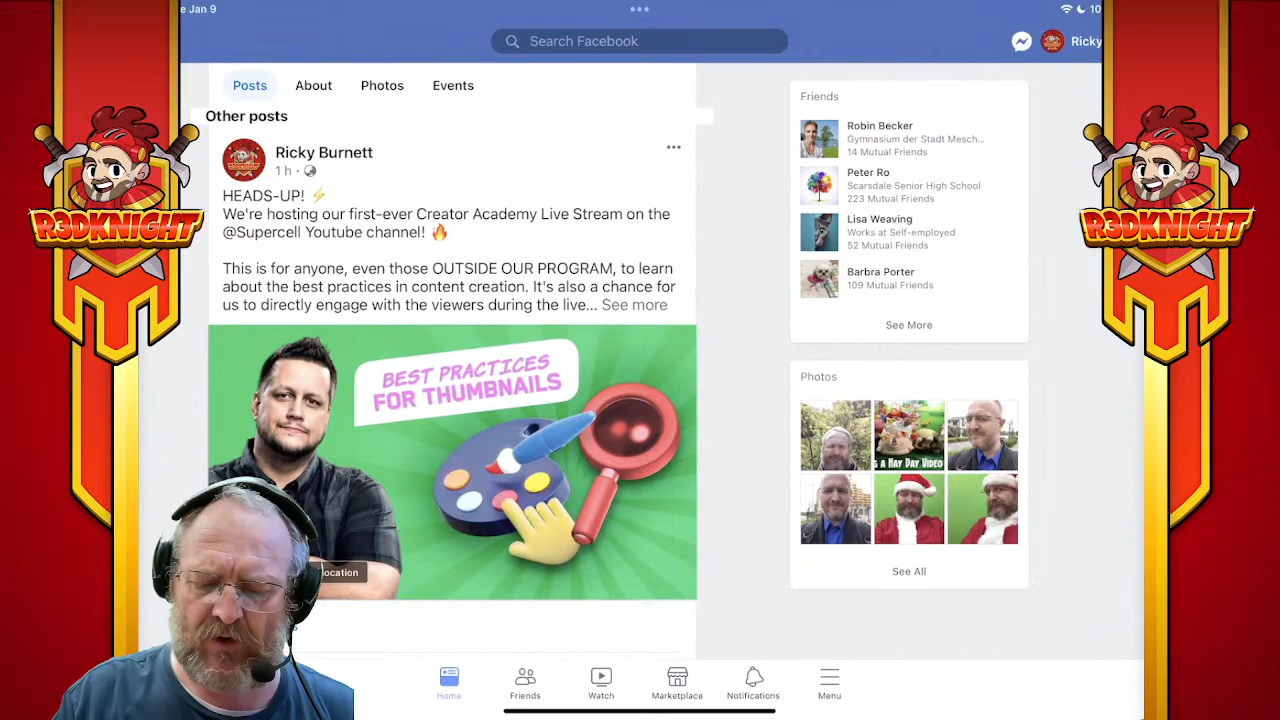 e Jan 9
10
Search Facebook
Ricky
Posts
About
Photos
Events
Other posts
Ricky Burnett
1 h ·
HEADS-UP! ⚡
We're hosting our first-ever Creator Academy Live Stream on the
@Supercell Youtube channel! 🔥
This is for anyone, even those OUTSIDE OUR PROGRAM, to learn
about the best practices in content creation. It's also a chance for
us to directly engage with the viewers during the live... See more
BEST PRACTICES
FOR THUMBNAILS
ocation
Friends
Robin Becker
Gymnasium der Stadt Mesch...
14 Mutual Friends
Peter Ro
Scarsdale Senior High School
223 Mutual Friends
Lisa Weaving
Works at Self-employed
52 Mutual Friends
Barbra Porter
109 Mutual Friends
See More
Photos
G A HAY DAY VIDEO
See All
Home
Friends
Watch
Marketplace
Notifications
Menu
R3DKNIGHT
R3DKNIGHT